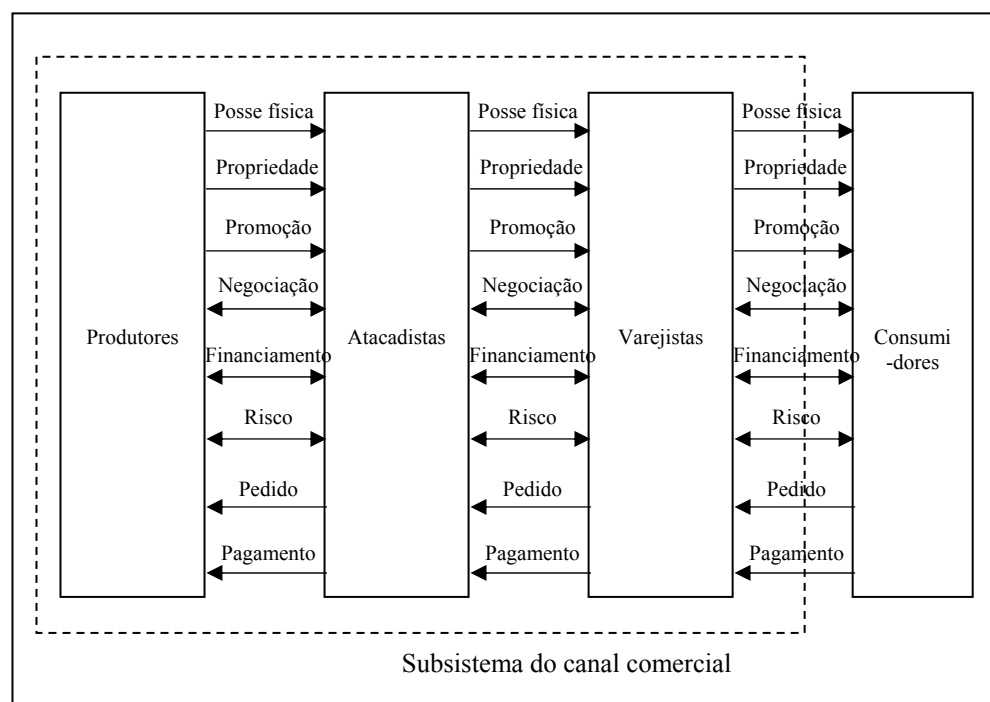 Posse física Posse física Posse física
Propriedade Propriedade Propriedade
Promoção Promoção Promoção
Negociação Negociação Negociação
Produtores Atacadistas Varejistas Consumi
-dores
Financiamento Financiamento Financiamento
Risco Risco Risco
Pedido Pedido Pedido
Pagamento Pagamento Pagamento
Subsistema do canal comercial